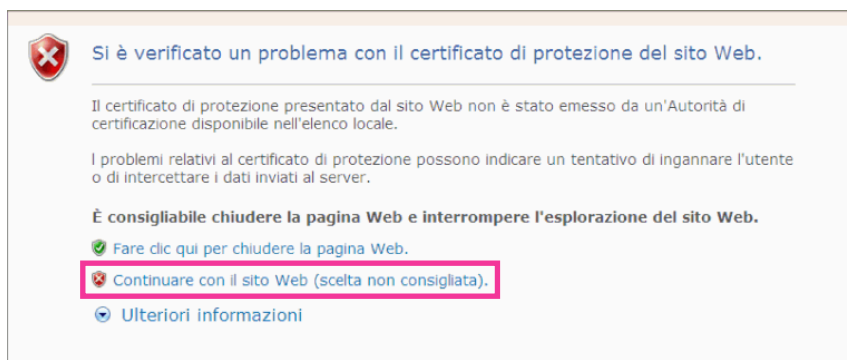 Si è verificato un problema con il certificato di protezione del sito Web.
Il certificato di protezione presentato dal sito Web non è stato emesso da un'Autorità di
certificazione disponibile nell'elenco locale.
I problemi relativi al certificato di protezione possono indicare un tentativo di ingannare l'utente
o di intercettare i dati inviati al server.
È consigliabile chiudere la pagina Web e interrompere l'esplorazione del sito Web.
Fare clic qui per chiudere la pagina Web.
Continuare con il sito Web (scelta non consigliata).
Ulteriori informazioni